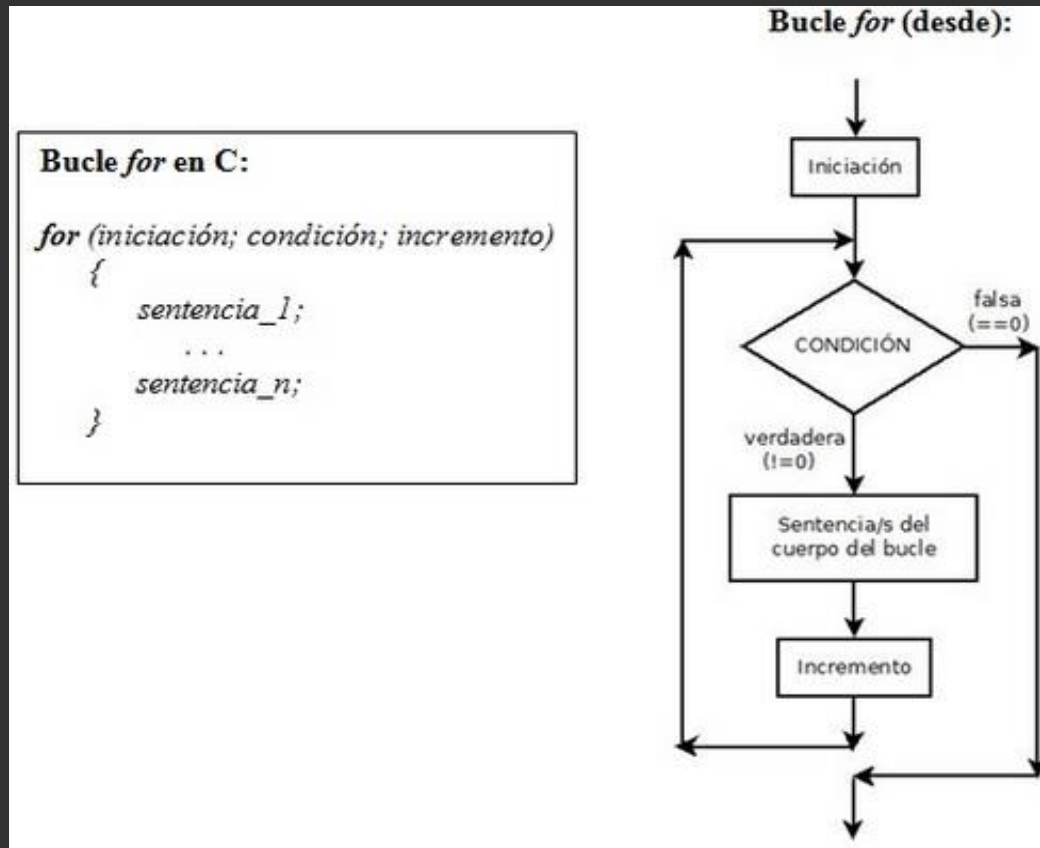 Bucle for (desde):
Bucle for en C:
for (iniciación; condición; incremento)
{
sentencia_1;
...
sentencia_n;
}
Iniciación
CONDICIÓN
falsa
(==0)
verdadera
(!=0)
Sentencia/s del
cuerpo del bucle
Incremento